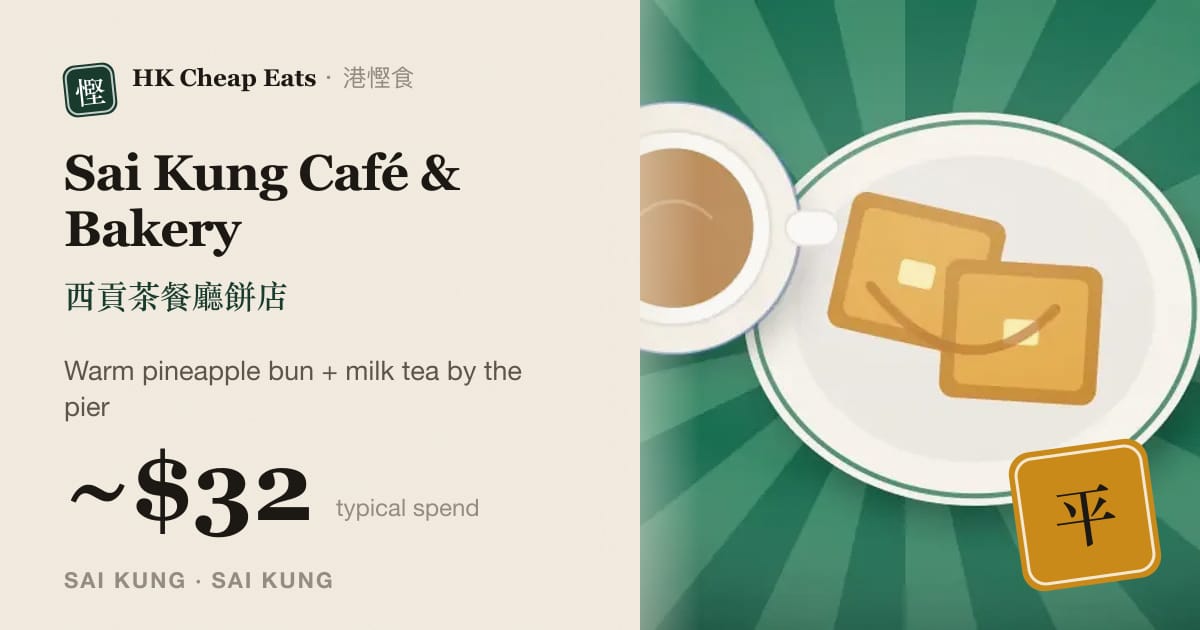 慳
HK Cheap Eats · 港慳食
Sai Kung Café &
Bakery
西貢茶餐廳餅店
Warm pineapple bun + milk tea by the
pier
~$32 typical spend
SAI KUNG · SAI KUNG
平